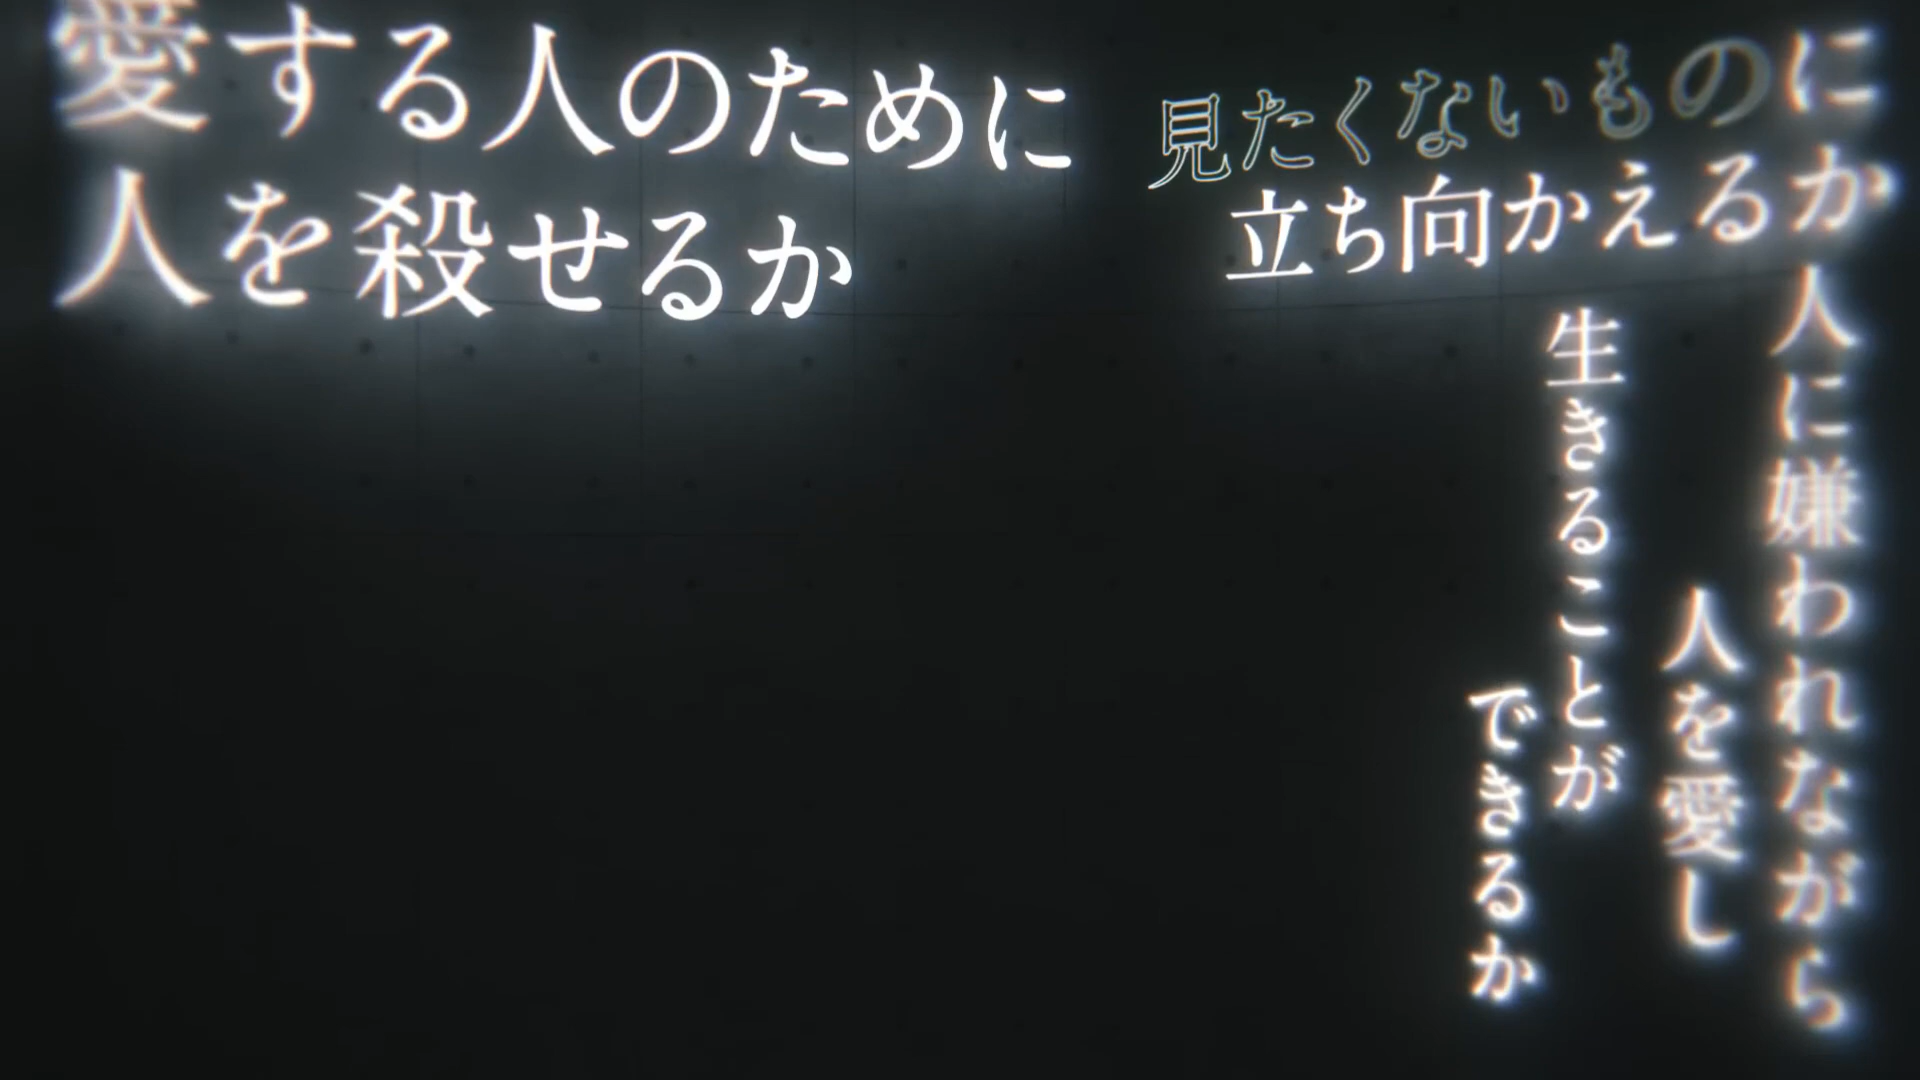 愛する人のために
人を殺せるか
見たくないものに
立ち向かえるか
人に嫌われながら
人を愛し
生きることが
できるか